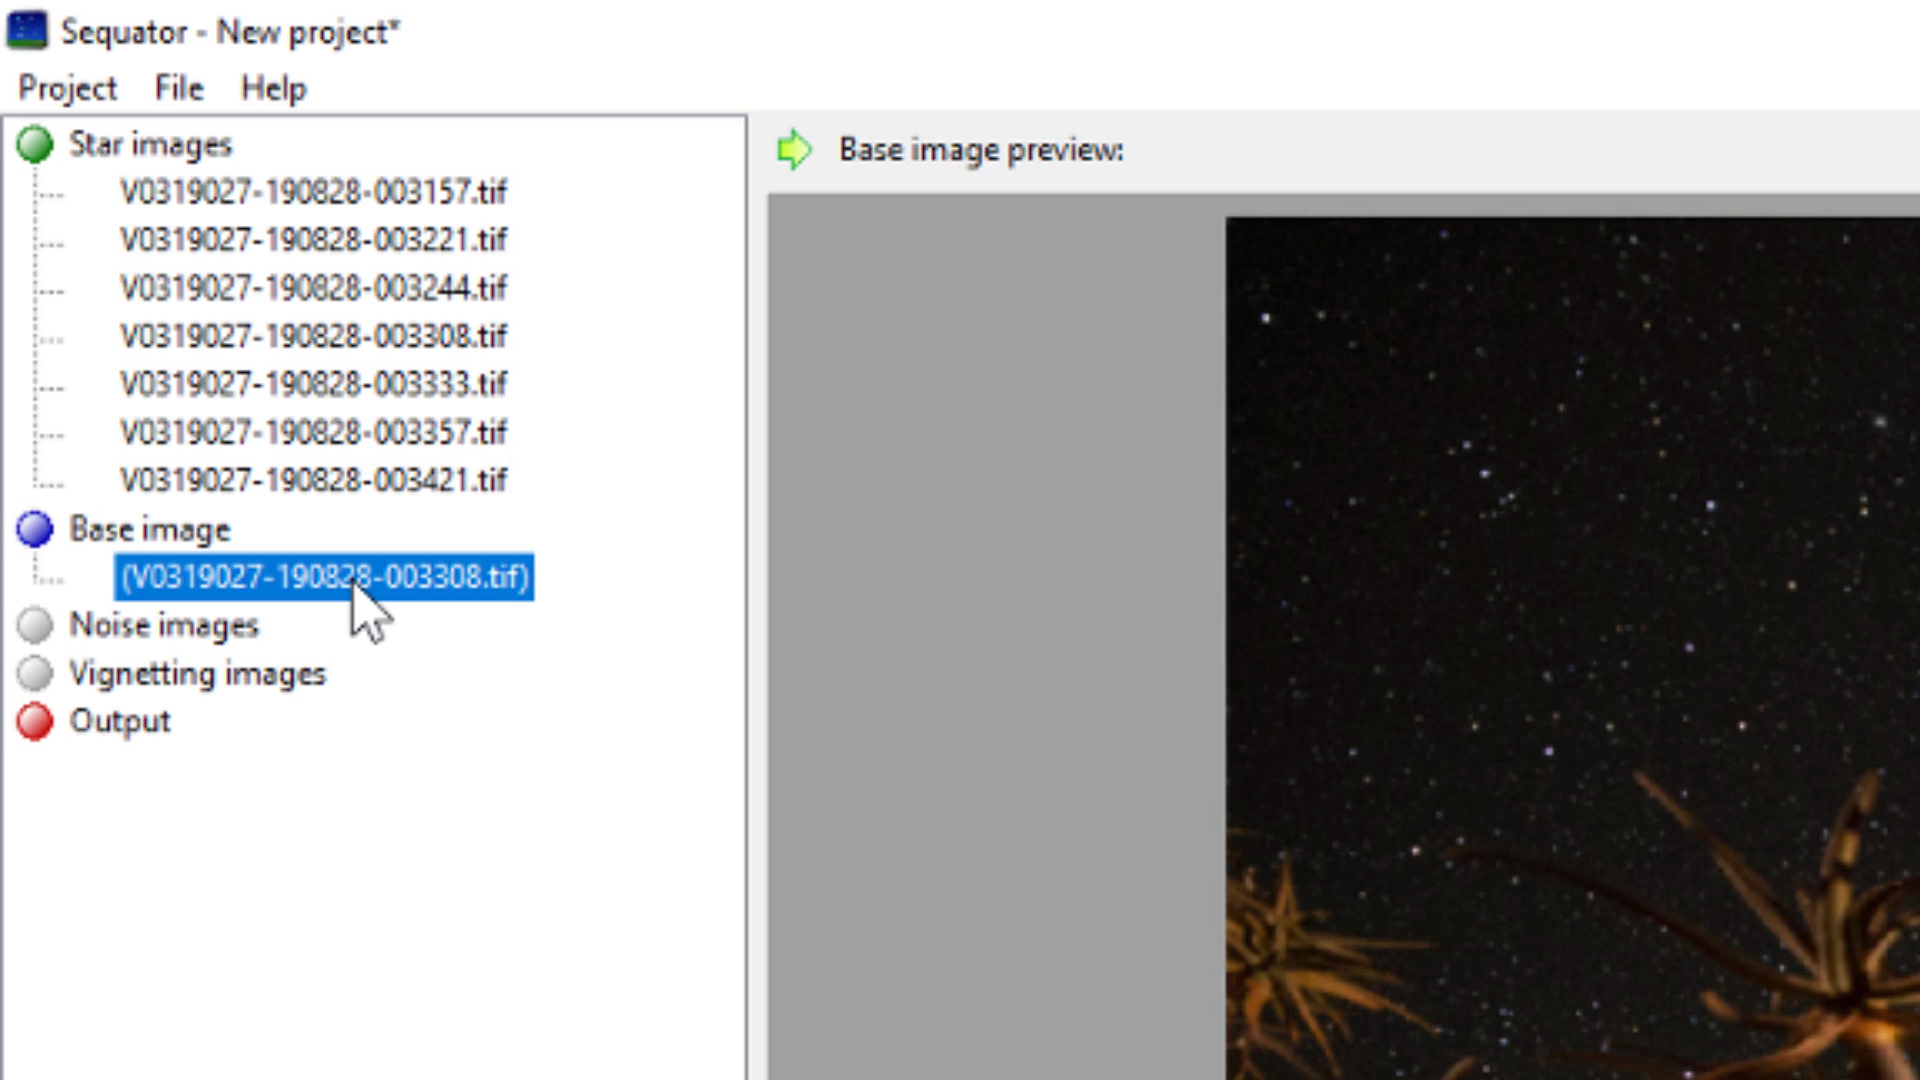 Sequator - New project*
Project File Help
Star images
V0319027-190828-003157.tif
V0319027-190828-003221.tif
V0319027-190828-003244.tif
V0319027-190828-003308.tif
V0319027-190828-003333.tif
V0319027-190828-003357.tif
V0319027-190828-003421.tif
Base image
(V0319027-190828-003308.tif)
Noise images
Vignetting images
Output
Base image preview: